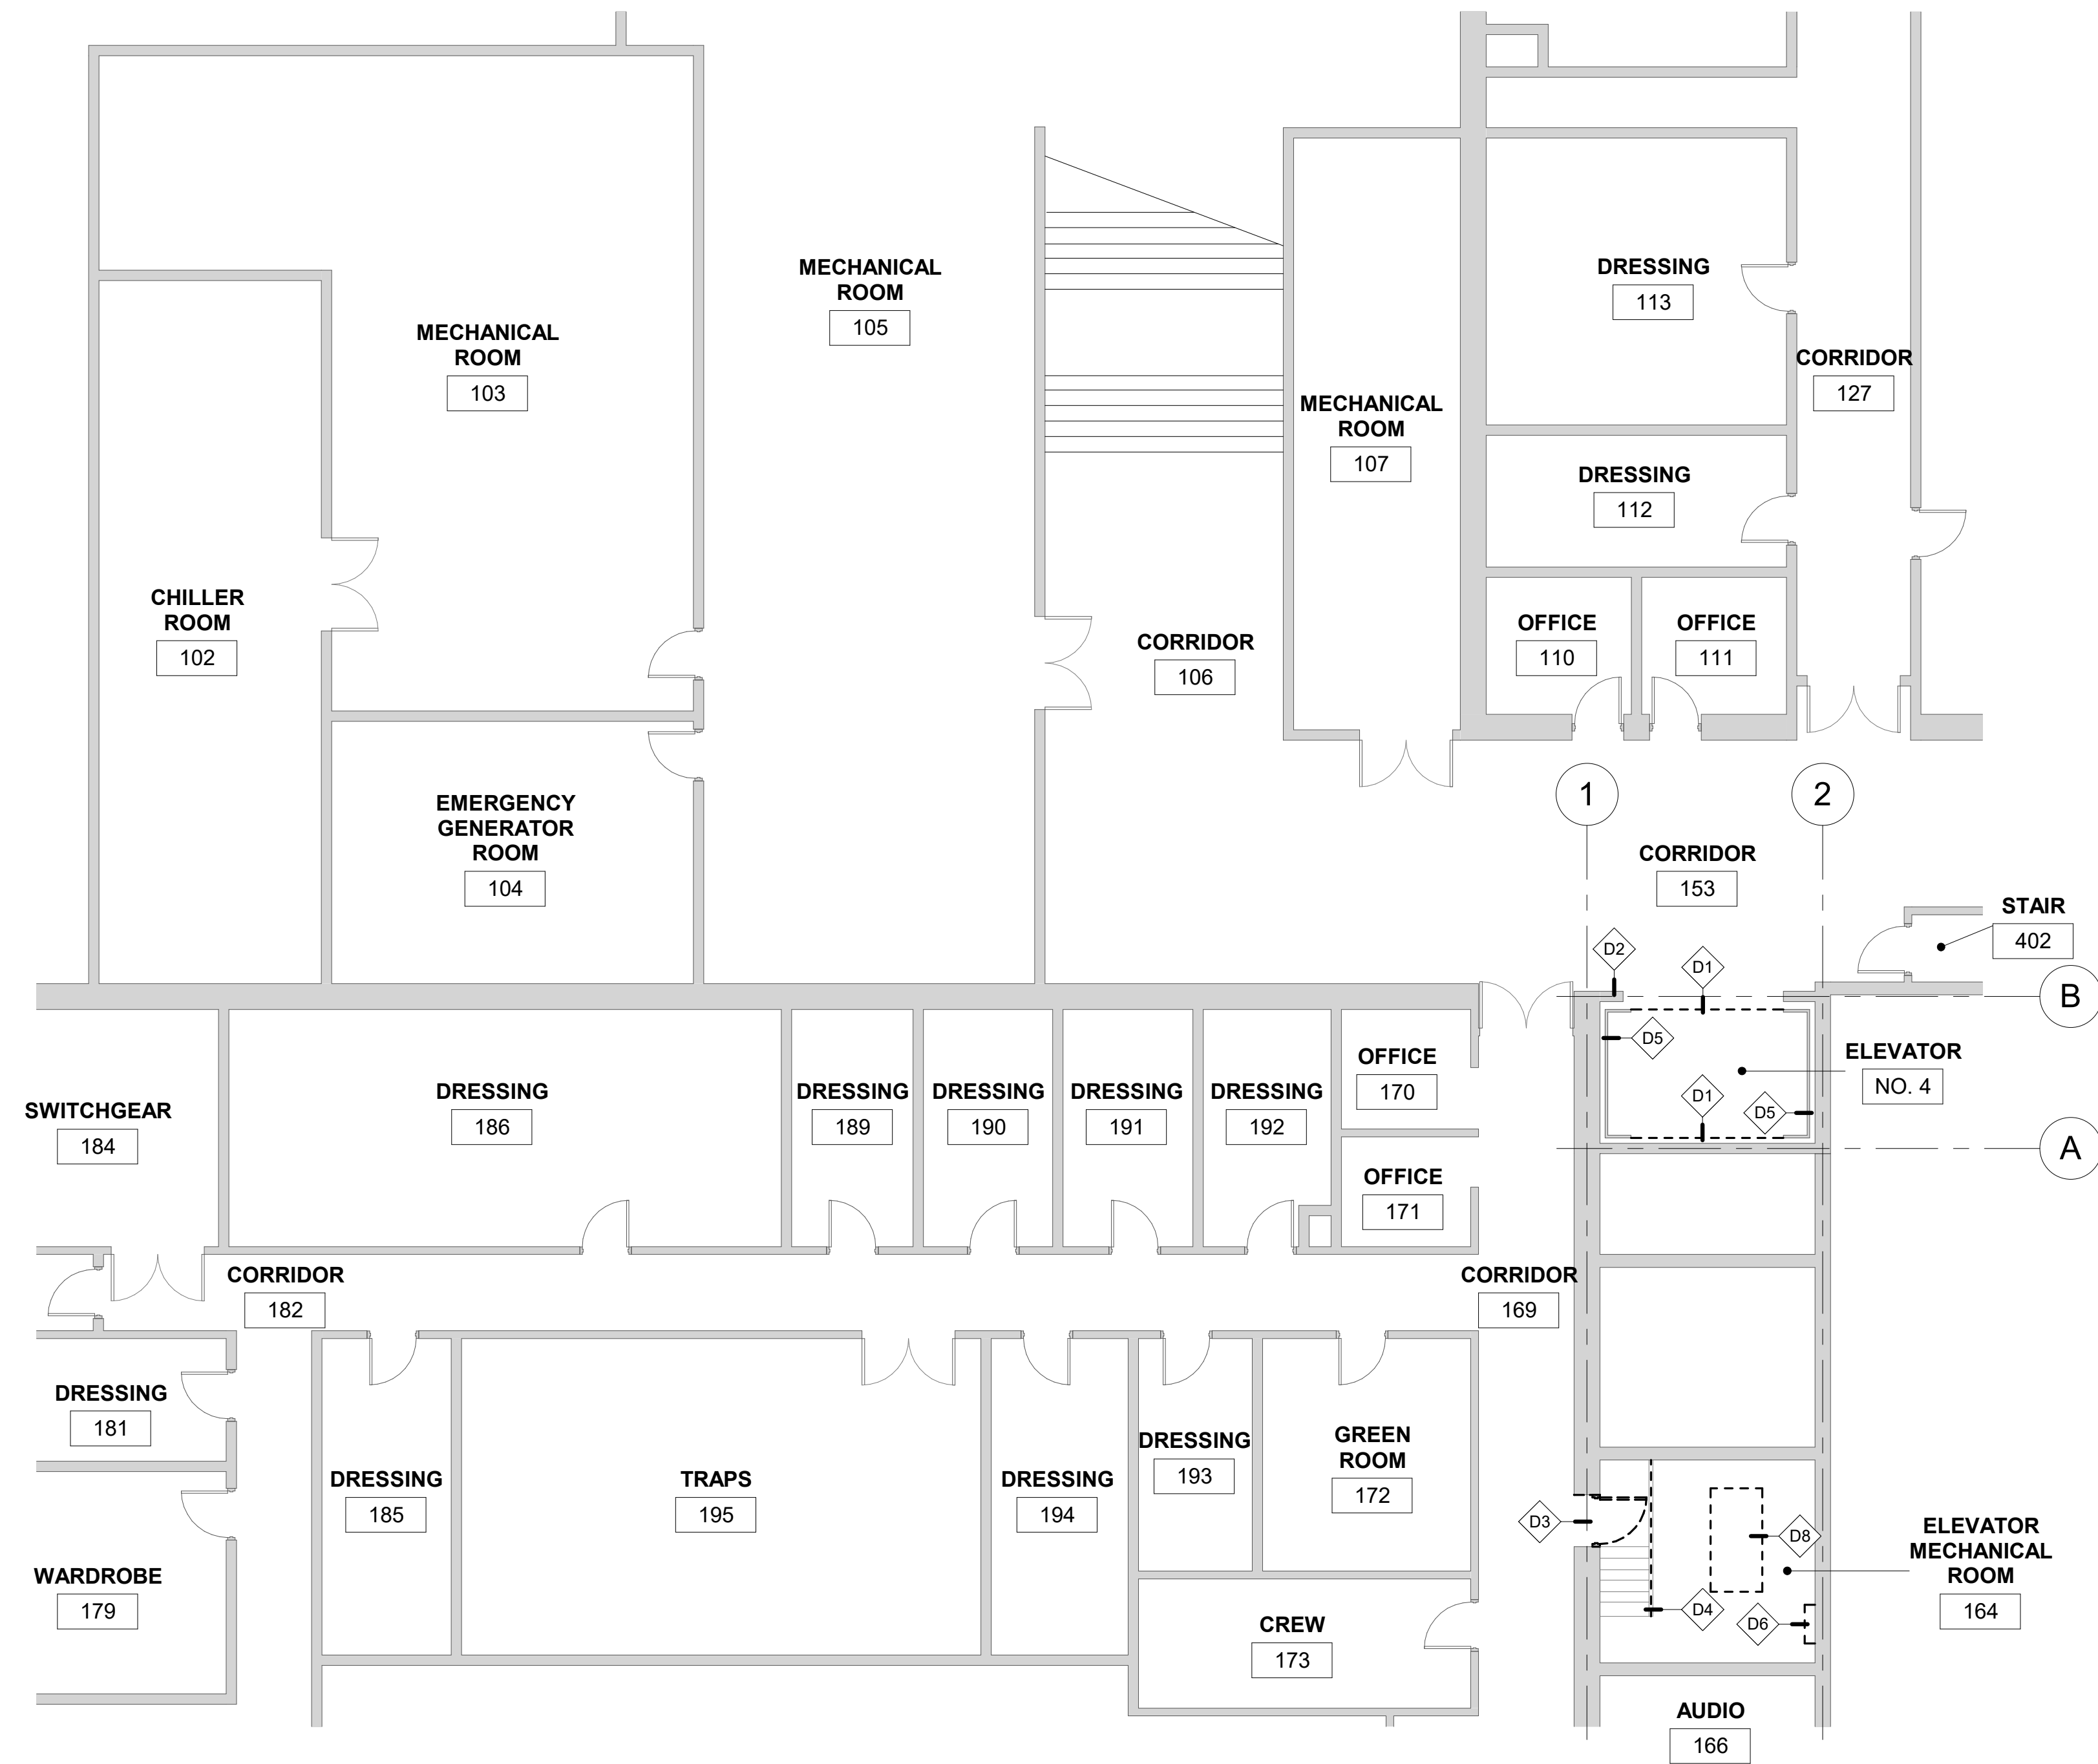 MECHANICAL
ROOM
103
MECHANICAL
ROOM
105
CHILLER
ROOM
102
EMERGENCY
GENERATOR
ROOM
104
CORRIDOR
106
MECHANICAL
ROOM
107
DRESSING
113
CORRIDOR
127
DRESSING
112
OFFICE
110
OFFICE
111
1
2
CORRIDOR
153
STAIR
402
D2
D1
B
D5
ELEVATOR
NO. 4
D1
D5
A
SWITCHGEAR
184
DRESSING
186
DRESSING
189
DRESSING
190
DRESSING
191
DRESSING
192
OFFICE
170
OFFICE
171
CORRIDOR
182
CORRIDOR
169
DRESSING
181
WARDROBE
179
DRESSING
185
TRAPS
195
DRESSING
194
DRESSING
193
GREEN
ROOM
172
CREW
173
D3
D8
D4
D6
ELEVATOR
MECHANICAL
ROOM
164
AUDIO
166